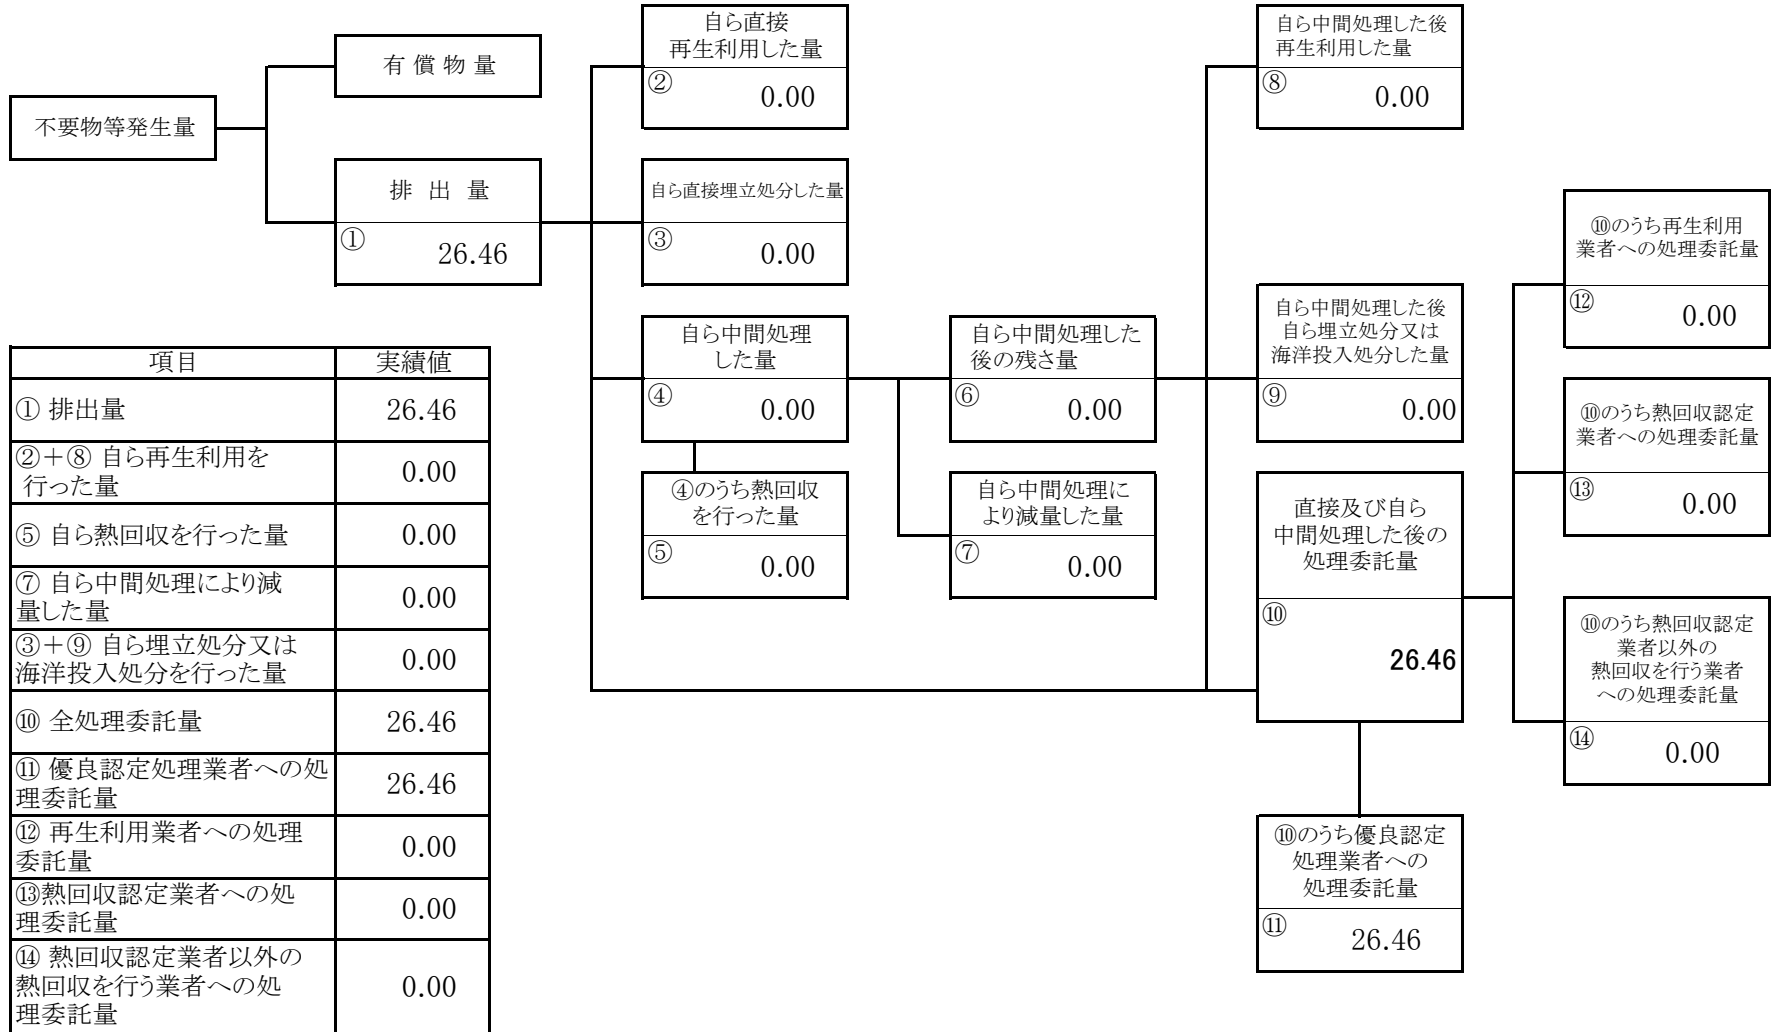 不要物等発生量
有 償 物 量
排 出 量
①
26.46
自ら直接
再生利用した量
②
0.00
自ら直接埋立処分した量
③
0.00
自ら中間処理
した量
④
0.00
④のうち熱回収
を行った量
⑤
0.00
自ら中間処理した
後の残さ量
⑥
0.00
自ら中間処理に
より減量した量
⑦
0.00
自ら中間処理した後
再生利用した量
⑧
0.00
自ら中間処理した後
自ら埋立処分又は
海洋投入処分した量
⑨
0.00
直接及び自ら
中間処理した後の
処理委託量
⑩
26.46
⑩のうち優良認定
処理業者への
処理委託量
⑪
26.46
⑩のうち再生利用
業者への処理委託量
⑫
0.00
⑩のうち熱回収認定
業者への処理委託量
⑬
0.00
⑩のうち熱回収認定
業者以外の
熱回収を行う業者
への処理委託量
⑭
0.00
項目 実績値
① 排出量 26.46
②＋⑧ 自ら再生利用を
行った量 0.00
⑤ 自ら熱回収を行った量 0.00
⑦ 自ら中間処理により減
量した量 0.00
③＋⑨ 自ら埋立処分又は
海洋投入処分を行った量 0.00
⑩ 全処理委託量 26.46
⑪ 優良認定処理業者への処
理委託量 26.46
⑫ 再生利用業者への処理
委託量 0.00
⑬熱回収認定業者への処
理委託量 0.00
⑭ 熱回収認定業者以外の
熱回収を行う業者への処
理委託量 0.00